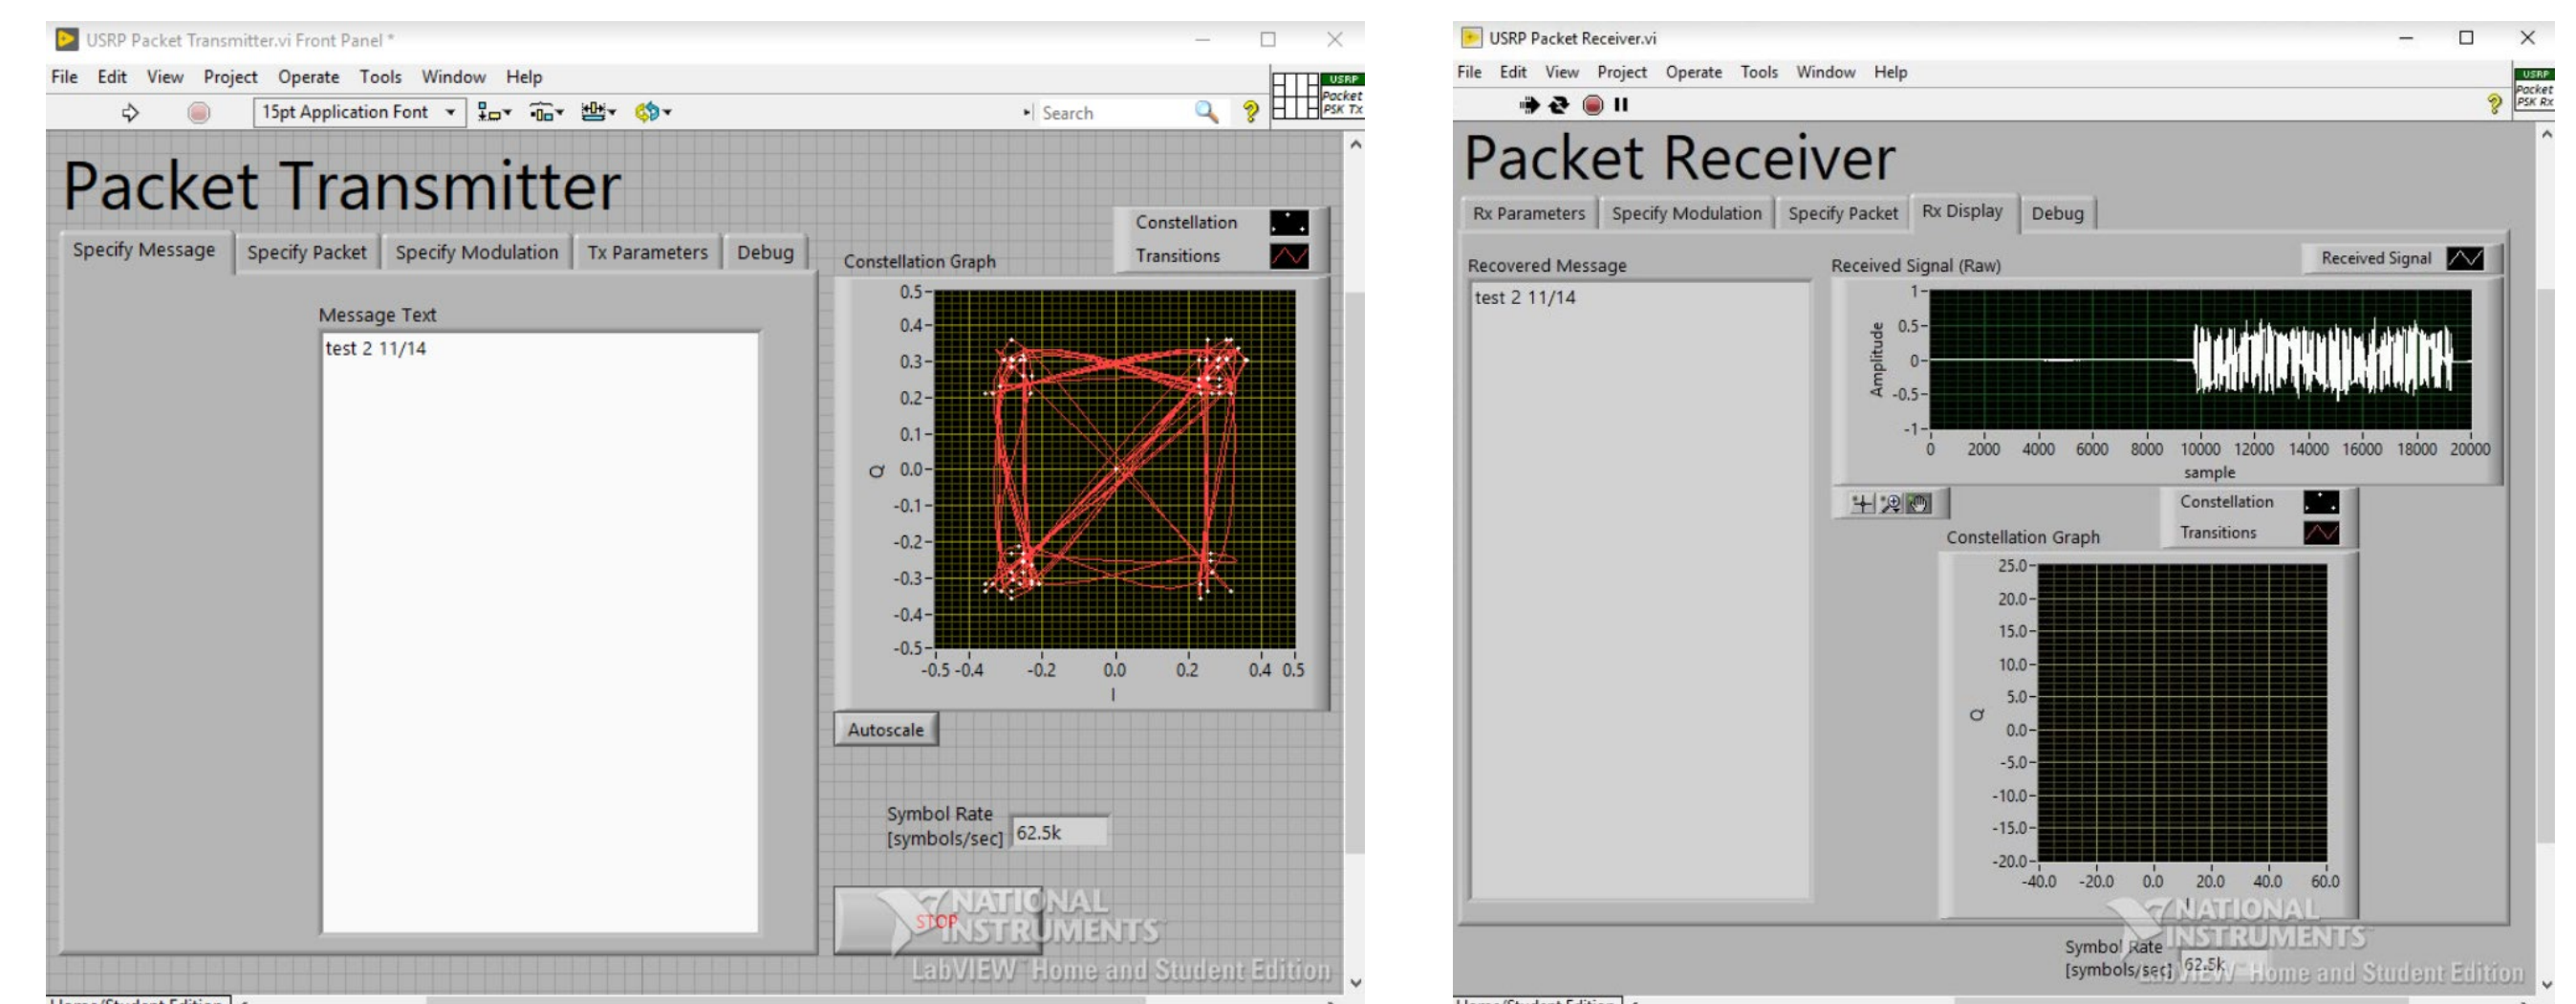 USRP Packet Transmitter.vi Front Panel *
File Edit View Project Operate Tools Window Help
15pt Application Font
Search
USRP
Packet
PSK Tx
Packet Transmitter
Specify Message Specify Packet Specify Modulation Tx Parameters Debug
Message Text
test 2 11/14
Constellation Graph
Constellation
Transitions
0.5
0.4
0.3
0.2
0.1
0.0
-0.1
-0.2
-0.3
-0.4
-0.5
Q
-0.5 -0.4 -0.2 0.0 0.2 0.4 0.5
I
Autoscale
Symbol Rate
[symbols/sec] 62.5k
STOP
NATIONAL
INSTRUMENTS
LabVIEW Home and Student Edition
Home/Student Edition
USRP Packet Receiver.vi
File Edit View Project Operate Tools Window Help
USRP
Packet
PSK Rx
Packet Receiver
Rx Parameters Specify Modulation Specify Packet Rx Display Debug
Recovered Message
test 2 11/14
Received Signal (Raw)
Received Signal
Amplitude
1
0.5
0
-0.5
-1
0 2000 4000 6000 8000 10000 12000 14000 16000 18000 20000
sample
Constellation
Transitions
Constellation Graph
25.0
20.0
15.0
10.0
5.0
0.0
-5.0
-10.0
-15.0
-20.0
Q
-40.0 -20.0 0.0 20.0 40.0 60.0
I
NATIONAL
INSTRUMENTS
Symbol Rate
[symbols/sec] 62.5k
LabVIEW Home and Student Edition
Home/Student Edition